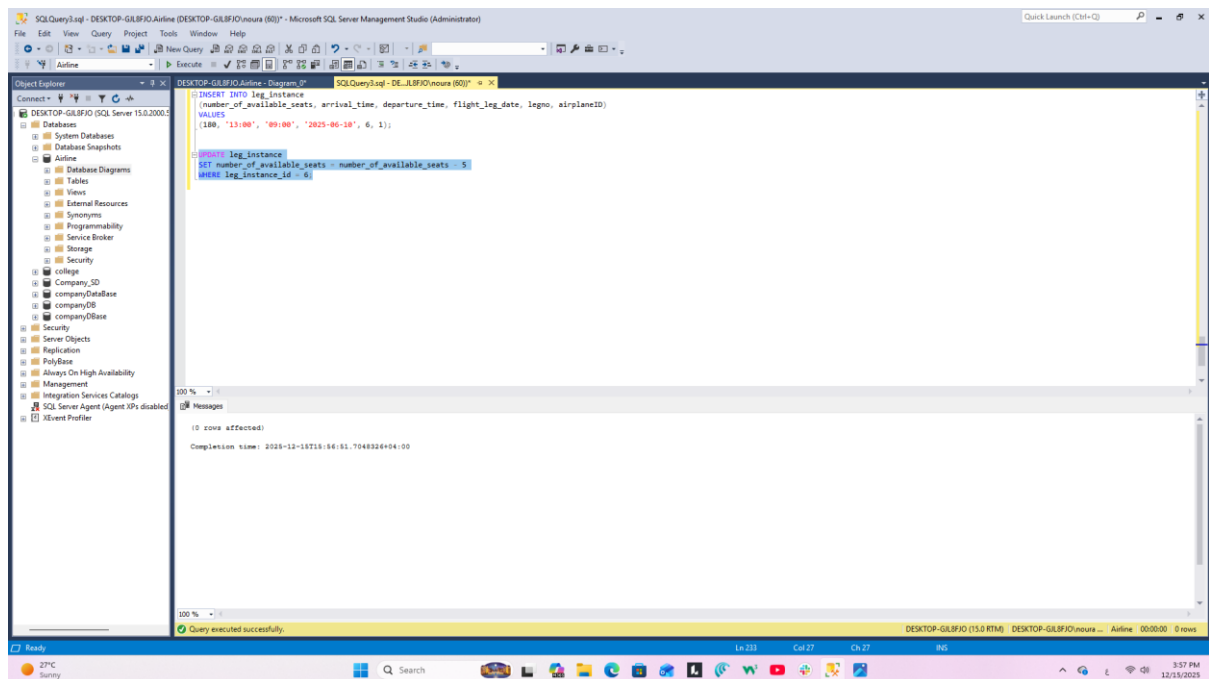 SQLQuery3.sql - DESKTOP-GJL8FJO.Airline (DESKTOP-GJL8FJO\noura (60))* - Microsoft SQL Server Management Studio (Administrator)
Quick Launch (Ctrl+Q)
File Edit View Query Project Tools Window Help
New Query
Airline
Execute
Object Explorer
DESKTOP-GJL8FJO.Airline - Diagram_0*
SQLQuery3.sql - DE...JL8FJO\noura (60))*
Connect
DESKTOP-GJL8FJO (SQL Server 15.0.2000.5
Databases
System Databases
Database Snapshots
Airline
Database Diagrams
Tables
Views
External Resources
Synonyms
Programmability
Service Broker
Storage
Security
college
Company_SD
companyDataBase
companyDB
companyDBase
Security
Server Objects
Replication
PolyBase
Always On High Availability
Management
Integration Services Catalogs
SQL Server Agent (Agent XPs disabled
XEvent Profiler
INSERT INTO leg_instance
(number_of_available_seats, arrival_time, departure_time, flight_leg_date, legno, airplaneID)
VALUES
(180, '13:00', '09:00', '2025-06-10', 6, 1);
UPDATE leg_instance
SET number_of_available_seats = number_of_available_seats - 5
WHERE leg_instance_id = 6;
100 %
Messages
(0 rows affected)
Completion time: 2025-12-15T15:56:51.7048326+04:00
100 %
Query executed successfully.
DESKTOP-GJL8FJO (15.0 RTM)
DESKTOP-GJL8FJO\noura ...
Airline
00:00:00
0 rows
Ready
Ln 233
Col 27
Ch 27
INS
27°C
Sunny
Search
ع
3:57 PM
12/15/2025